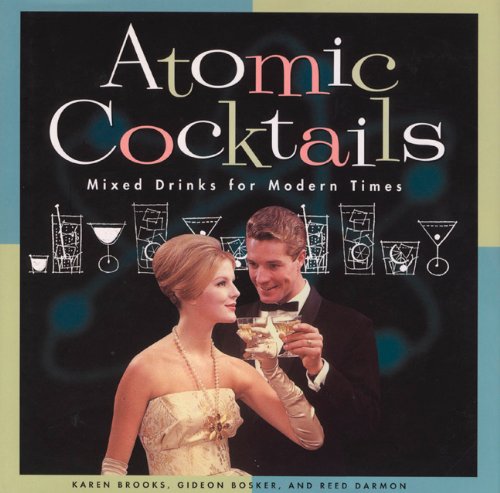 Atomic
Cocktails
Mixed Drinks for Modern Times
KAREN BROOKS, GIDEON BOSKER, AND REED DARMON